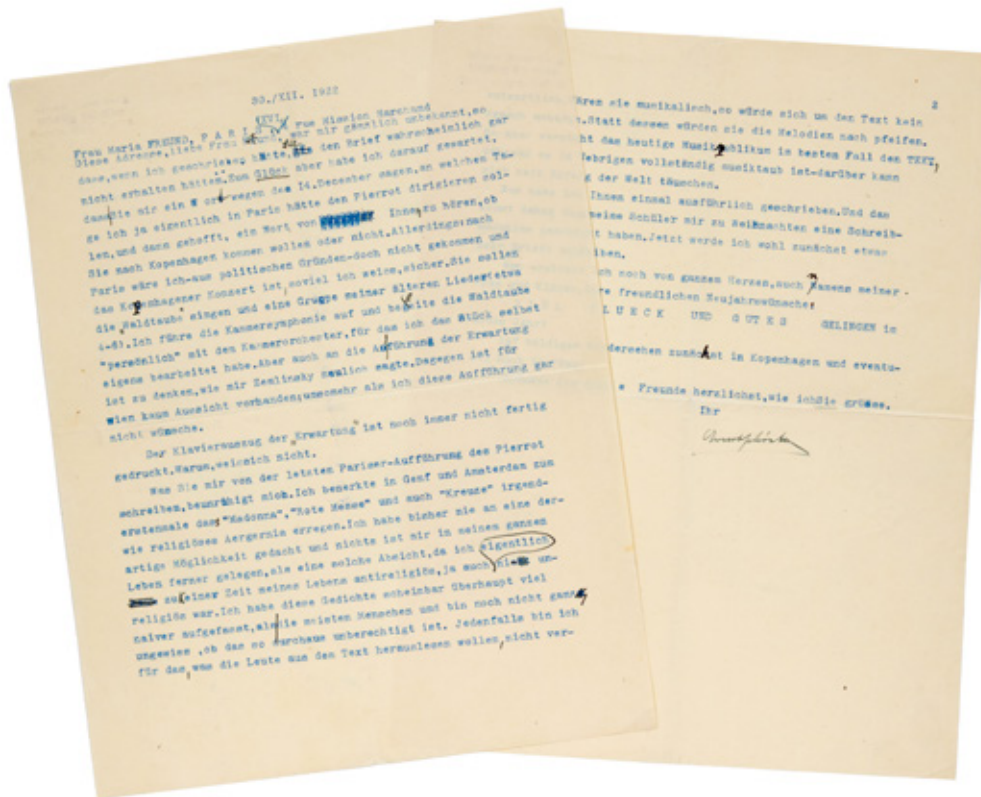 30./XII. 1922
XVI.
Frau Maria FREUND, P A R I S, Rue Mission Marchand
Diese Adresse, liebe Frau Freund, war mir gänzlich unbekannt, so
dass, wenn ich geschrieben hätte, den Brief wahrscheinlich gar
nicht erhalten hätten. Zum Glück aber habe ich darauf gewartet,
dass Sie mir ein wegen des 14. December sagen, an welchen Ta-
ge ich ja eigentlich in Paris hätte den Pierrot dirigieren sol-
len, und dann gehofft, ein Wort von Ihnen zu hören, ob
Sie nach Kopenhagen kommen wollen oder nicht. Allerdings: nach
Paris wäre ich-aus politischen Gründen-doch nicht gekommen und
das Kopenhagener Konzert ist, soviel ich weiss, sicher. Sie sollen
die "Waldtaube" singen und eine Gruppe meiner älteren Lieder (etwa
4-6). Ich führe die Kammersymphonie auf und begleite die Waldtaube
"persönlich" mit den Kammerorchester, für das ich das Stück selbst
eigens bearbeitet habe. Aber auch an die Aufführung der Erwartung
ist zu denken, wie mir Zemlinsky neulich sagte. Dagegen ist für
Wien kaum Aussicht vorhanden; umsomehr als ich diese Aufführung gar
nicht wünsche.
Der Klavierauszug der "Erwartung" ist noch immer nicht fertig
gedruckt. Warum, weissich nicht.
Was Sie mir von der letzten Pariser-Aufführung des Pierrot
schreiben, beunruhigt mich. Ich bemerkte in Genf und Amsterdam zum
erstenmale dass "Madonna", "Rote Messe" und auch "Kreuze" irgend-
wie religiöses Aergernis erregen. Ich habe bisher nie an eine der-
artige Möglichkeit gedacht und nichts ist mir in meinem ganzen
Leben ferner gelegen, als eine solche Absicht, da ich eigentlich
zu keiner Zeit meines Lebens antireligiös, ja auch nie un-
religiös war. Ich habe diese Gedichte scheinbar überhaupt viel
naiver aufgefasst, als die meisten Menschen und bin noch nicht ganz
ungewiss, ob das so durchaus unberechtigt ist. Jedenfalls bin ich
für das, was die Leute aus dem Text herauslesen wollen, nicht ver-
2
Wären sie musikalisch, so würde sich um den Text kein
. Statt dessen würden sie die Melodien nach pfeifen.
das heutige Musikpublikum in besten Fall den TEXT,
Uebrigen vollständig musiktaub ist-darüber kann
der Welt täuschen.
Ihnen einmal ausführlich geschrieben. Und das
meine Schüler mir zu Weihnachten eine Schreib-
haben. Jetzt werde ich wohl zunächst etwas
noch von ganzem Herzen, auch Namens meiner
freundlichen Neujahrswünsche:
LUECK UND GUTES GELINGEN in
zunächst in Kopenhagen und eventu-
Freunde herzlichst, wie ich Sie grüsse.
Ihr